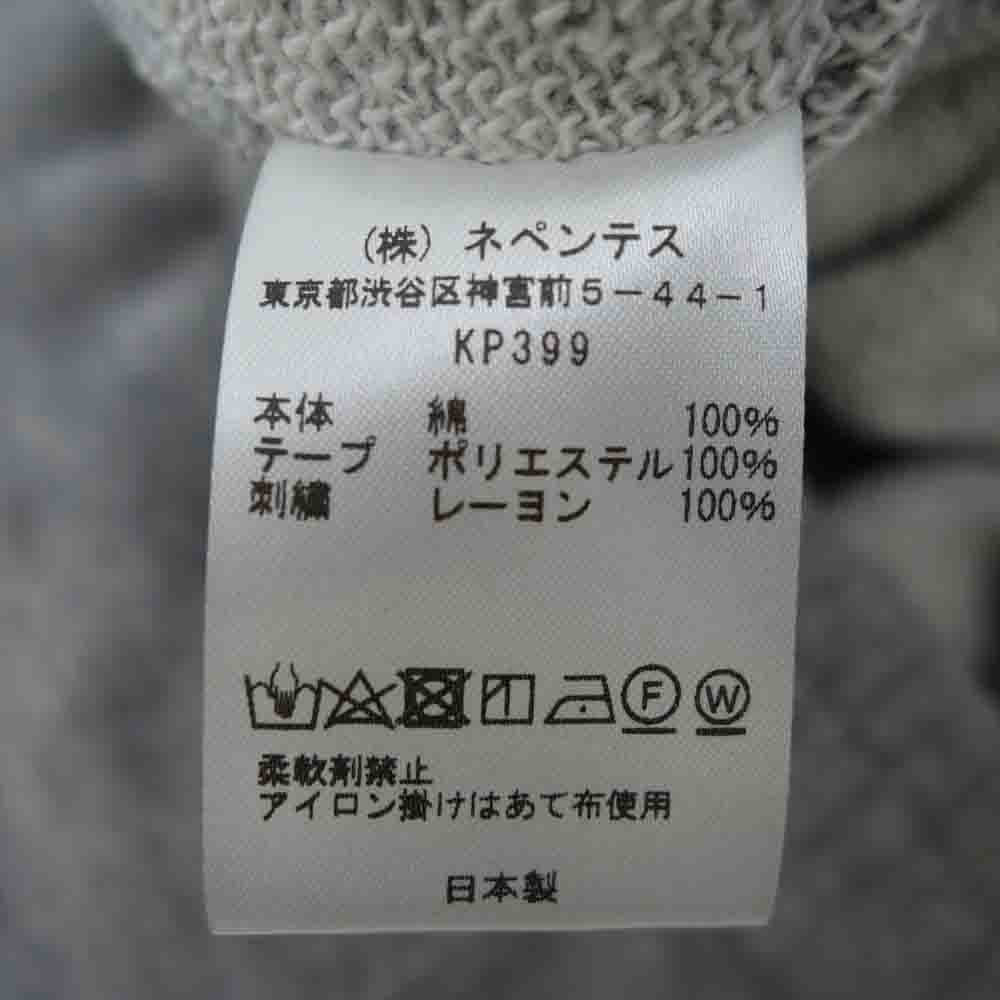 (株) ネペンテス
東京都渋谷区神宮前5-44-1
KP399
本体 綿 100%
テープ ポリエステル 100%
刺繍 レーヨン 100%
F W
柔軟剤禁止
アイロン掛けはあて布使用
日本製